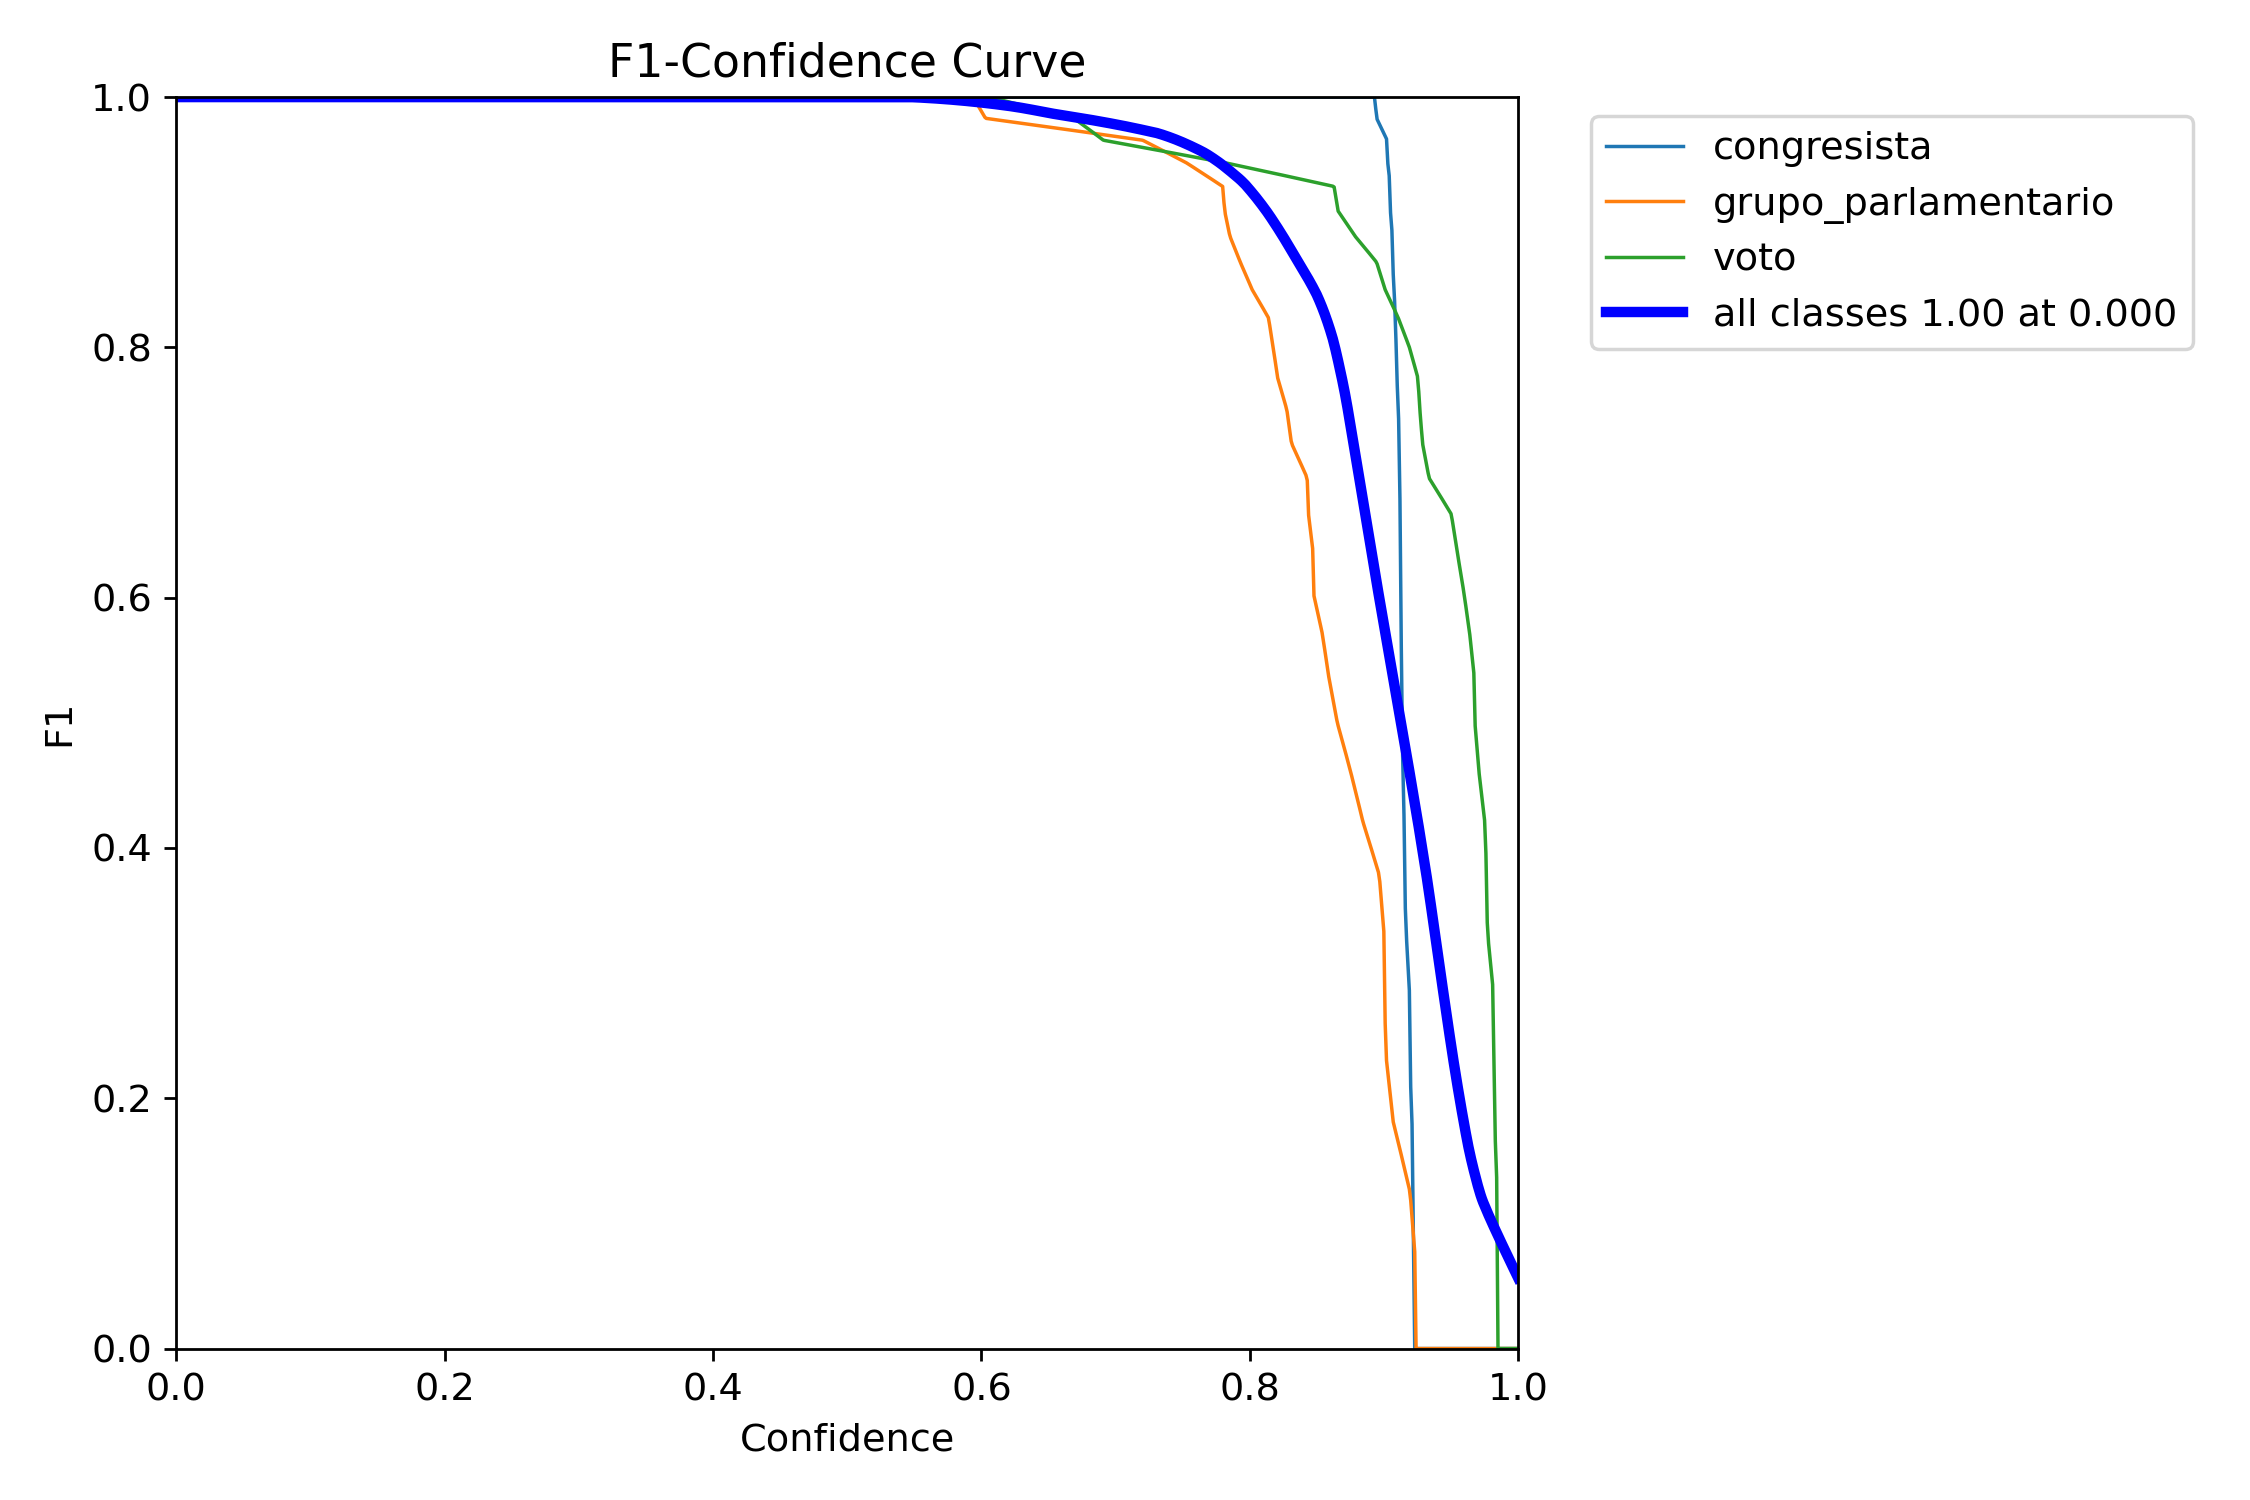 F1-Confidence Curve
1.0
0.8
0.6
0.4
0.2
0.0
F1
0.0 0.2 0.4 0.6 0.8 1.0
Confidence
congresista
grupo_parlamentario
voto
all classes 1.00 at 0.000